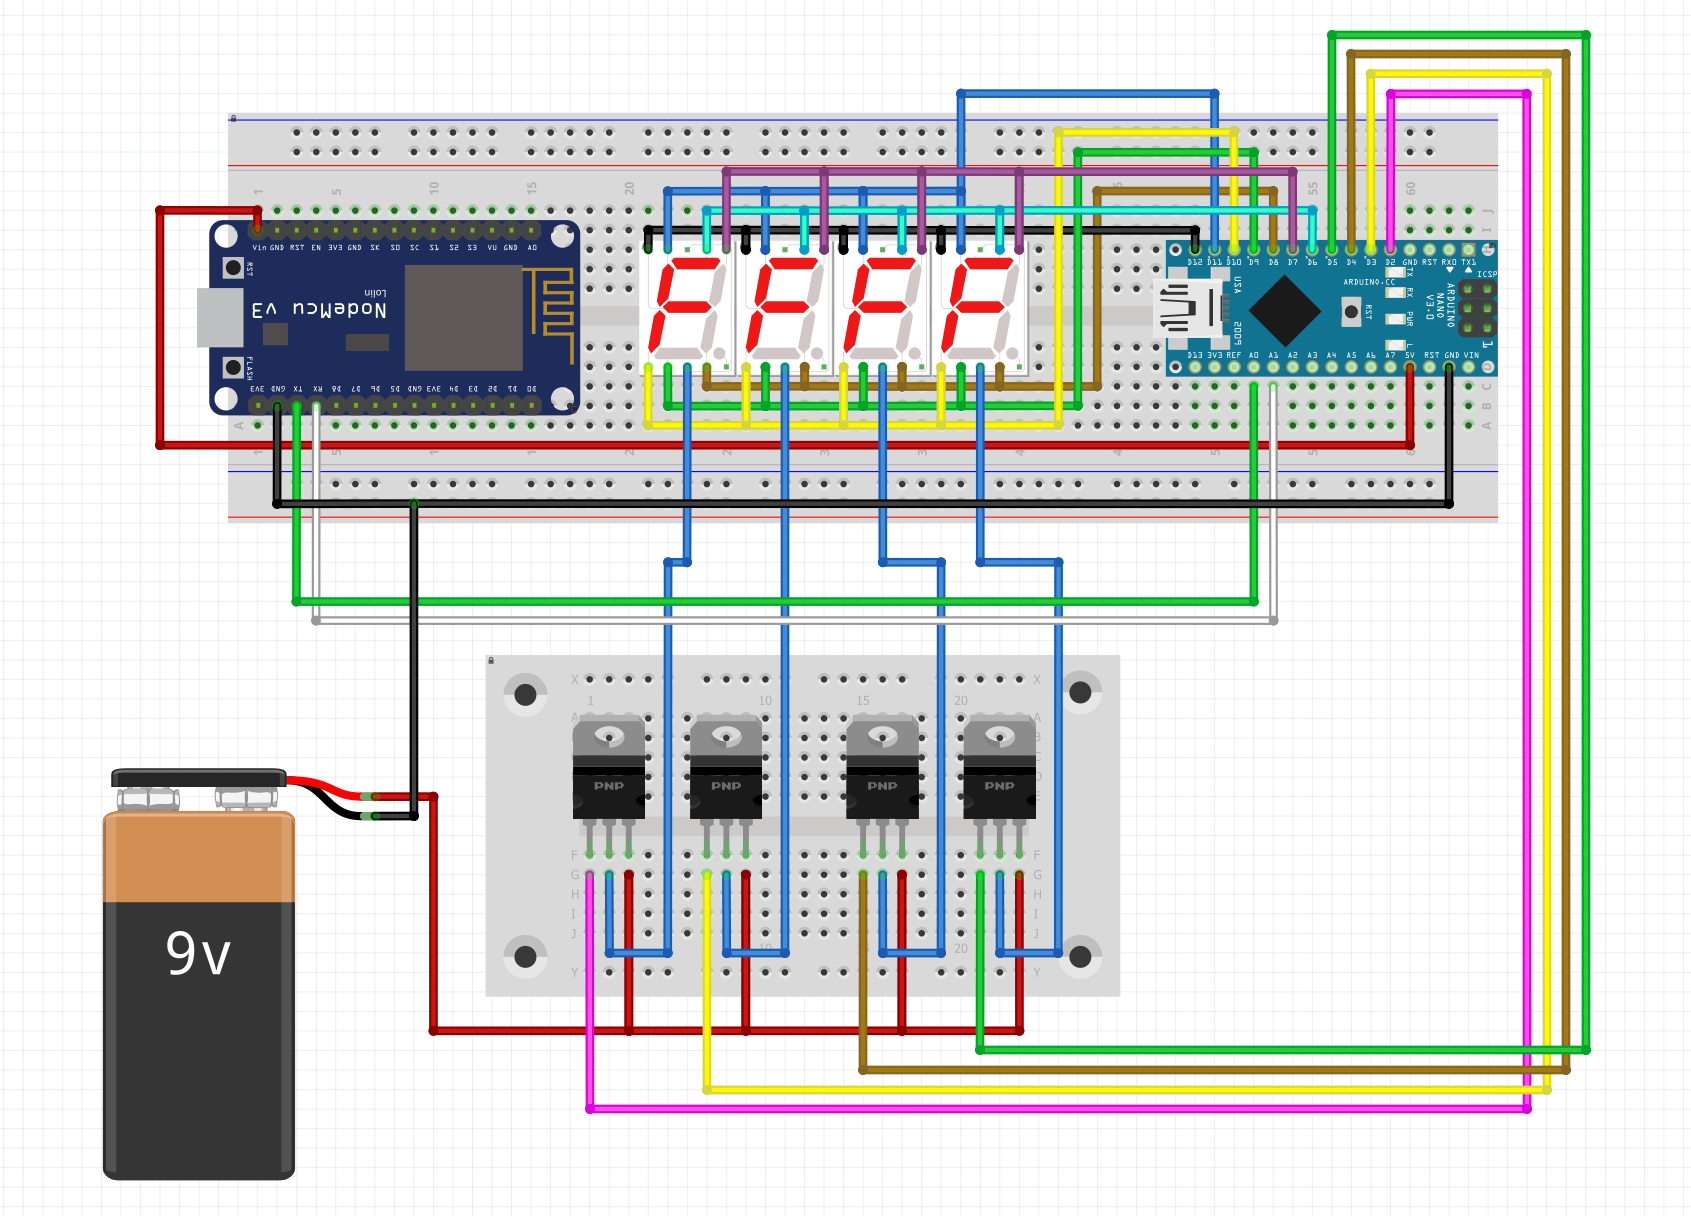 1 5 10 15 20 55 60
J
I
Vin GND RST EN 3V3 GND SC S1 S2 S3 VU GND A0
RST
Lolin
NodeMcu V3
FLASH
3V3 GND TX RX D8 D7 D6 D5 GND 3V3 D4 D3 D2 D1 D0
A
D12 D11 D10 D9 D8 D7 D6 D5 D4 D3 D2 GND RST RX0 TX1
ICSP
ARDUINO.CC
USA
2009
TX
RX
PWR
L
RST
ARDUINO
NANO
V3.0
1
D13 3V3 REF A0 A1 A2 A3 A4 A5 A6 A7 5V RST GND VIN
C
B
A
X X
1 10 15 20
A A
B
PNP PNP PNP PNP
F F
G G
H H
I I
J J
10 20
Y Y
9v